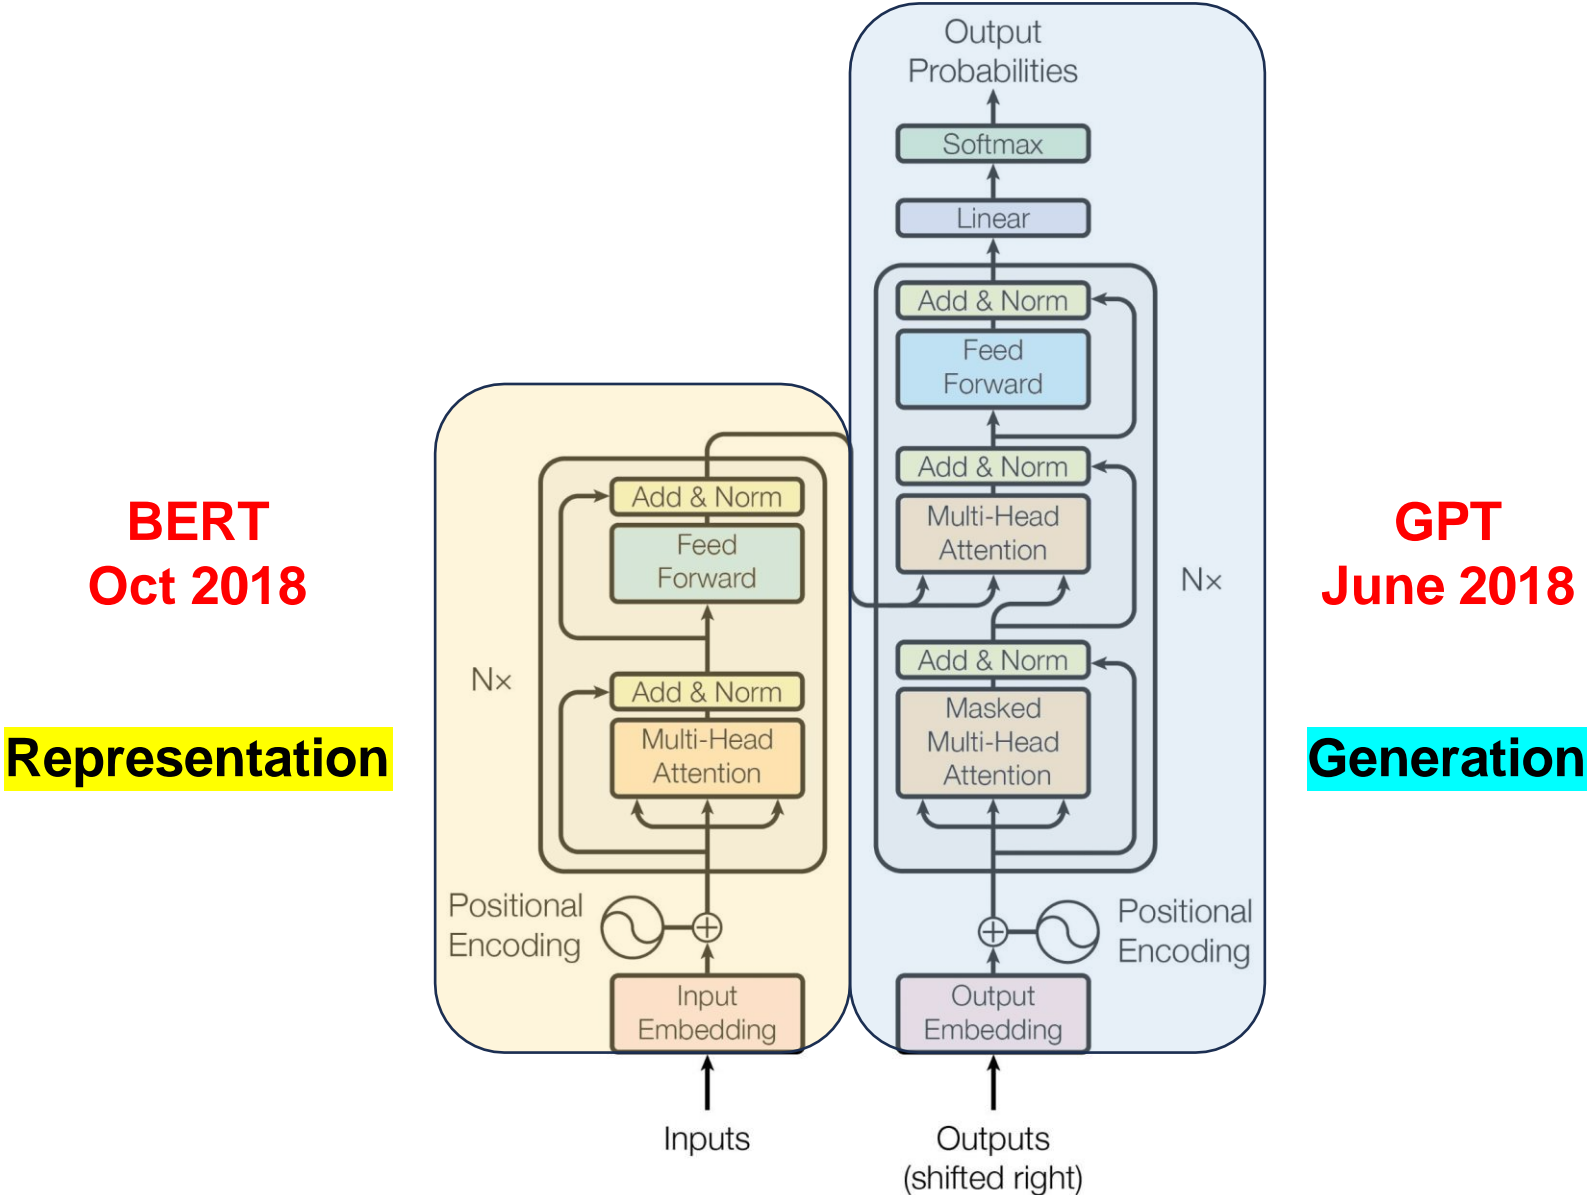 BERT
Oct 2018
Representation
N×
Add & Norm
Feed
Forward
Add & Norm
Multi-Head
Attention
Positional
Encoding
Input
Embedding
Inputs
Output
Probabilities
Softmax
Linear
Add & Norm
Feed
Forward
Add & Norm
Multi-Head
Attention
N×
Add & Norm
Masked
Multi-Head
Attention
Positional
Encoding
Output
Embedding
Outputs
(shifted right)
GPT
June 2018
Generation